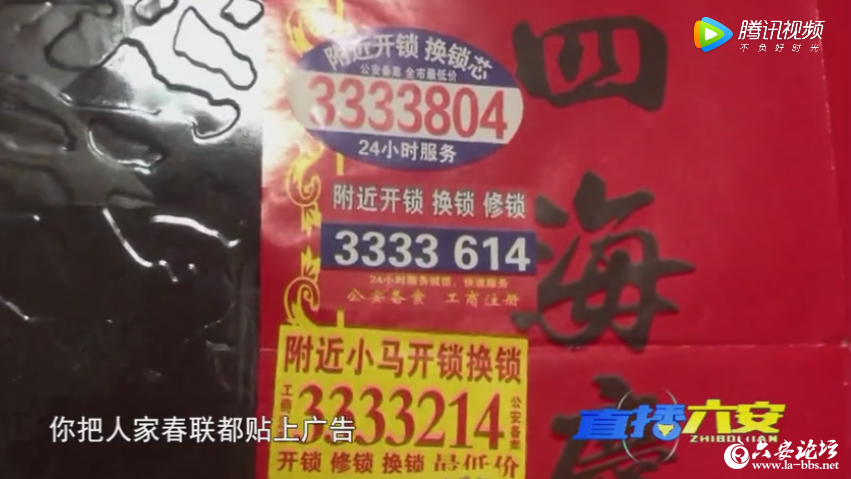 腾讯视频
不负好时光
附近开锁 换锁芯
公安备案 全市最低价
3333804
24小时服务
附近开锁 换锁 修锁
3333 614
24小时服务诚信，快速服务
公安备案 工商注册
附近小马开锁换锁
3333214
公安备案
开锁 修锁 换锁 最低价
四海
你把人家春联都贴上广告
直播六安
ZHIBOLIAN
六安论坛
www.la-bbs.net